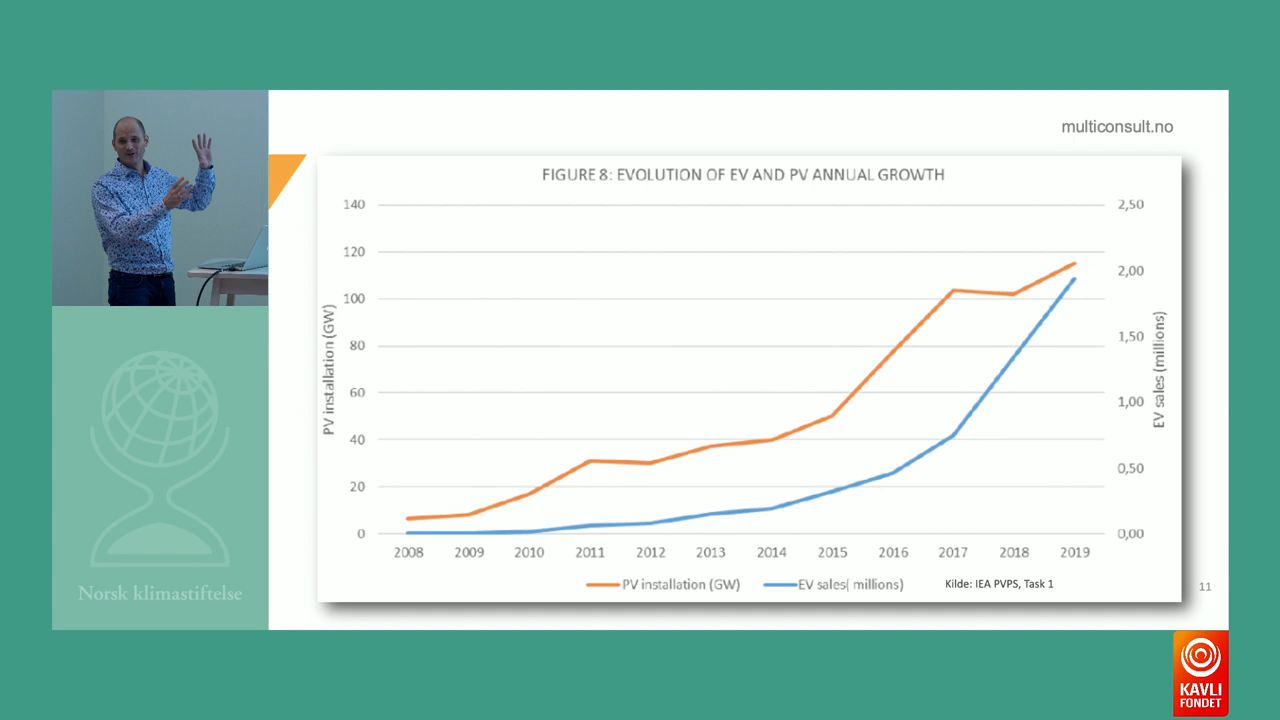 multiconsult.no
FIGURE 8: EVOLUTION OF EV AND PV ANNUAL GROWTH
140
120
100
80
60
40
20
0
PV installation (GW)
2,50
2,00
1,50
1,00
0,50
0,00
EV sales (millions)
2008 2009 2010 2011 2012 2013 2014 2015 2016 2017 2018 2019
PV installation (GW) EV sales( millions) Kilde: IEA PVPS, Task 1
11
Norsk klimastiftelse
KAVLI
FONDET